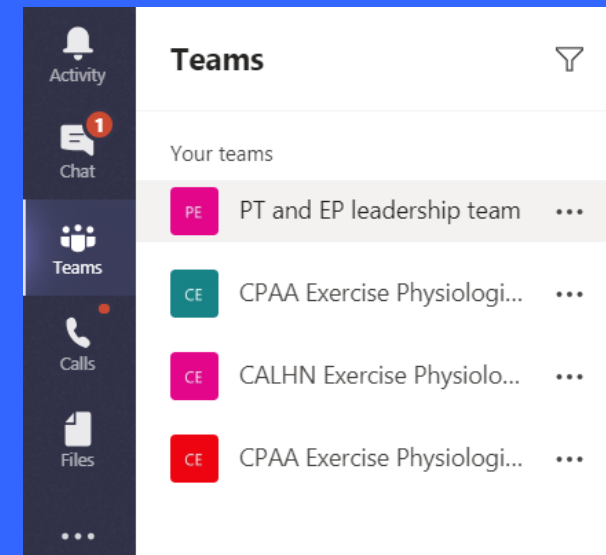 Activity
1
Chat
Teams
Calls
Files
...
Teams
Your teams
PE PT and EP leadership team ...
CE CPAA Exercise Physiologi... ...
CE CALHN Exercise Physiolo... ...
CE CPAA Exercise Physiologi... ...